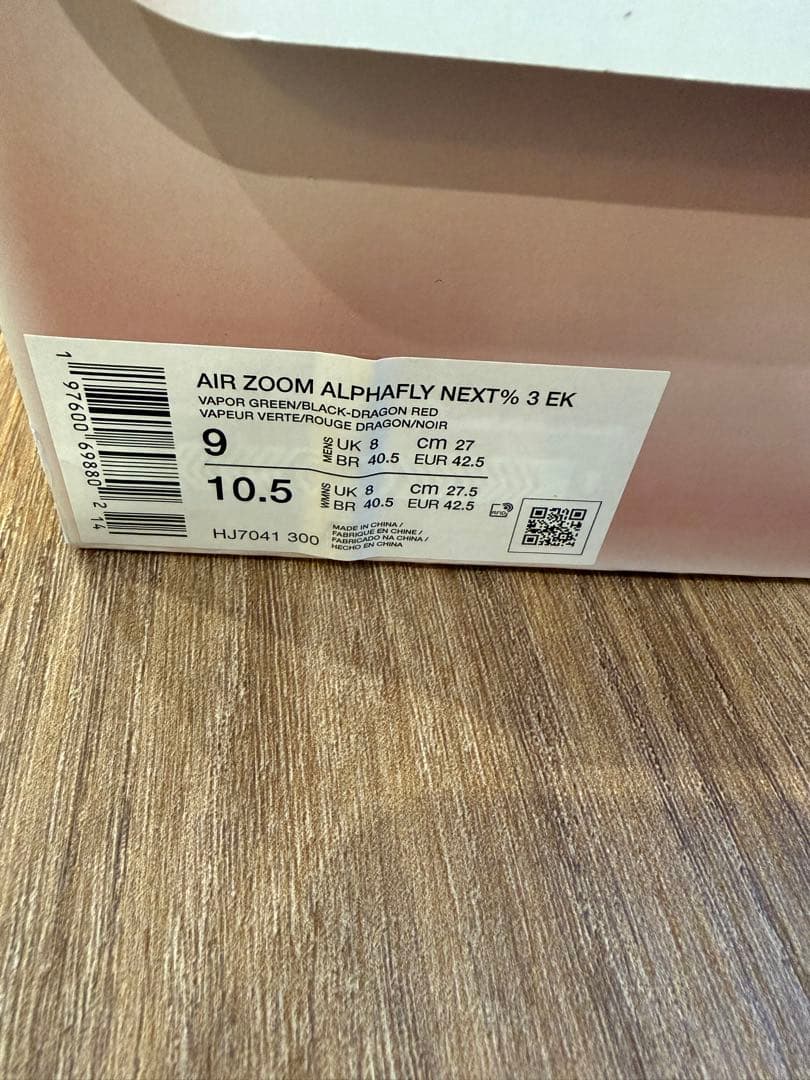 AIR ZOOM ALPHAFLY NEXT% 3 EK
VAPOR GREEN/BLACK-DRAGON RED
VAPEUR VERTE/ROUGE DRAGON/NOIR
9 MENS UK 8 cm 27
BR 40.5 EUR 42.5
10.5 WMNS UK 8 cm 27.5
BR 40.5 EUR 42.5
HJ7041 300
MADE IN CHINA /
FABRIQUE EN CHINE /
FABRICADO NA CHINA /
HECHO EN CHINA
RFID
1 97600 69880 2 14